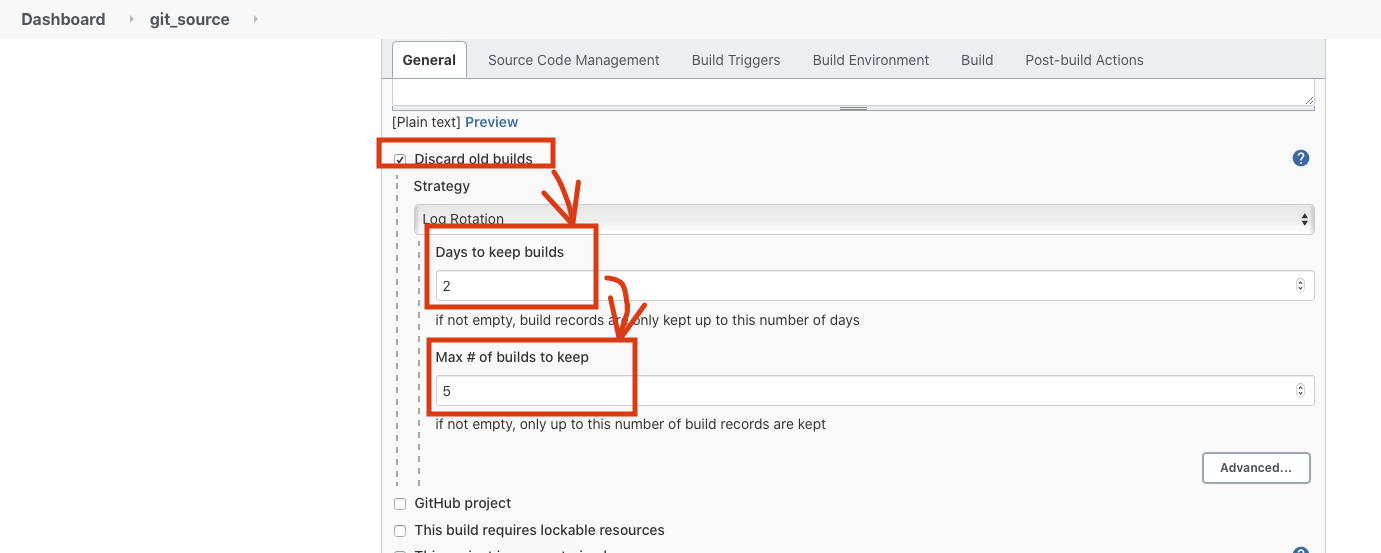 Dashboard git_source
General Source Code Management Build Triggers Build Environment Build Post-build Actions
[Plain text] Preview
Discard old builds ?
Strategy
Log Rotation
Days to keep builds
2
if not empty, build records are only kept up to this number of days
Max # of builds to keep
5
if not empty, only up to this number of build records are kept
Advanced...
GitHub project
This build requires lockable resources